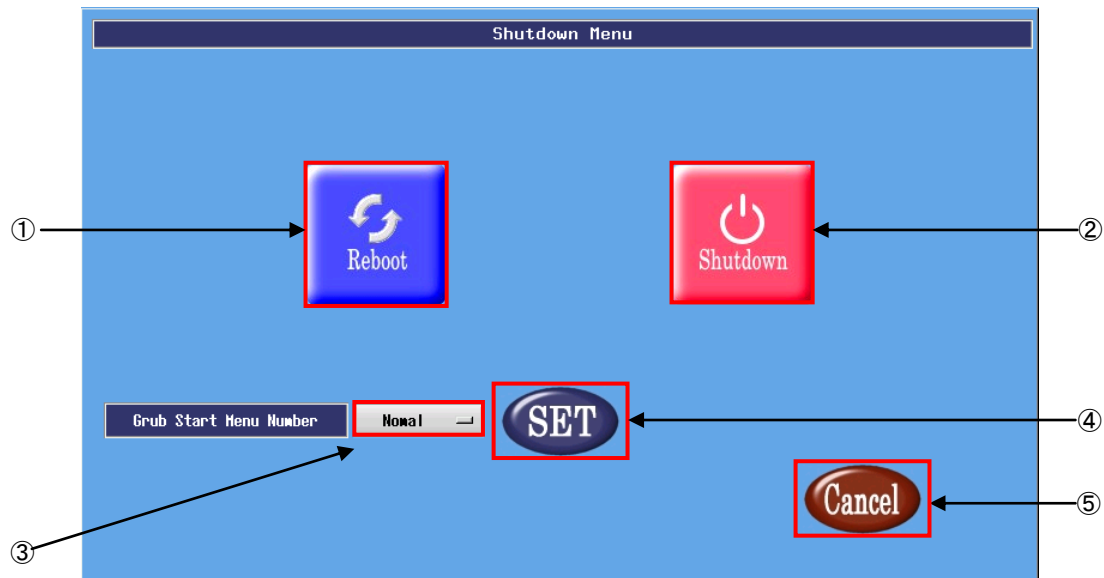 Shutdown Menu
① Reboot
Shutdown ②
Grub Start Menu Number Nomal SET ④
Cancel ⑤
③